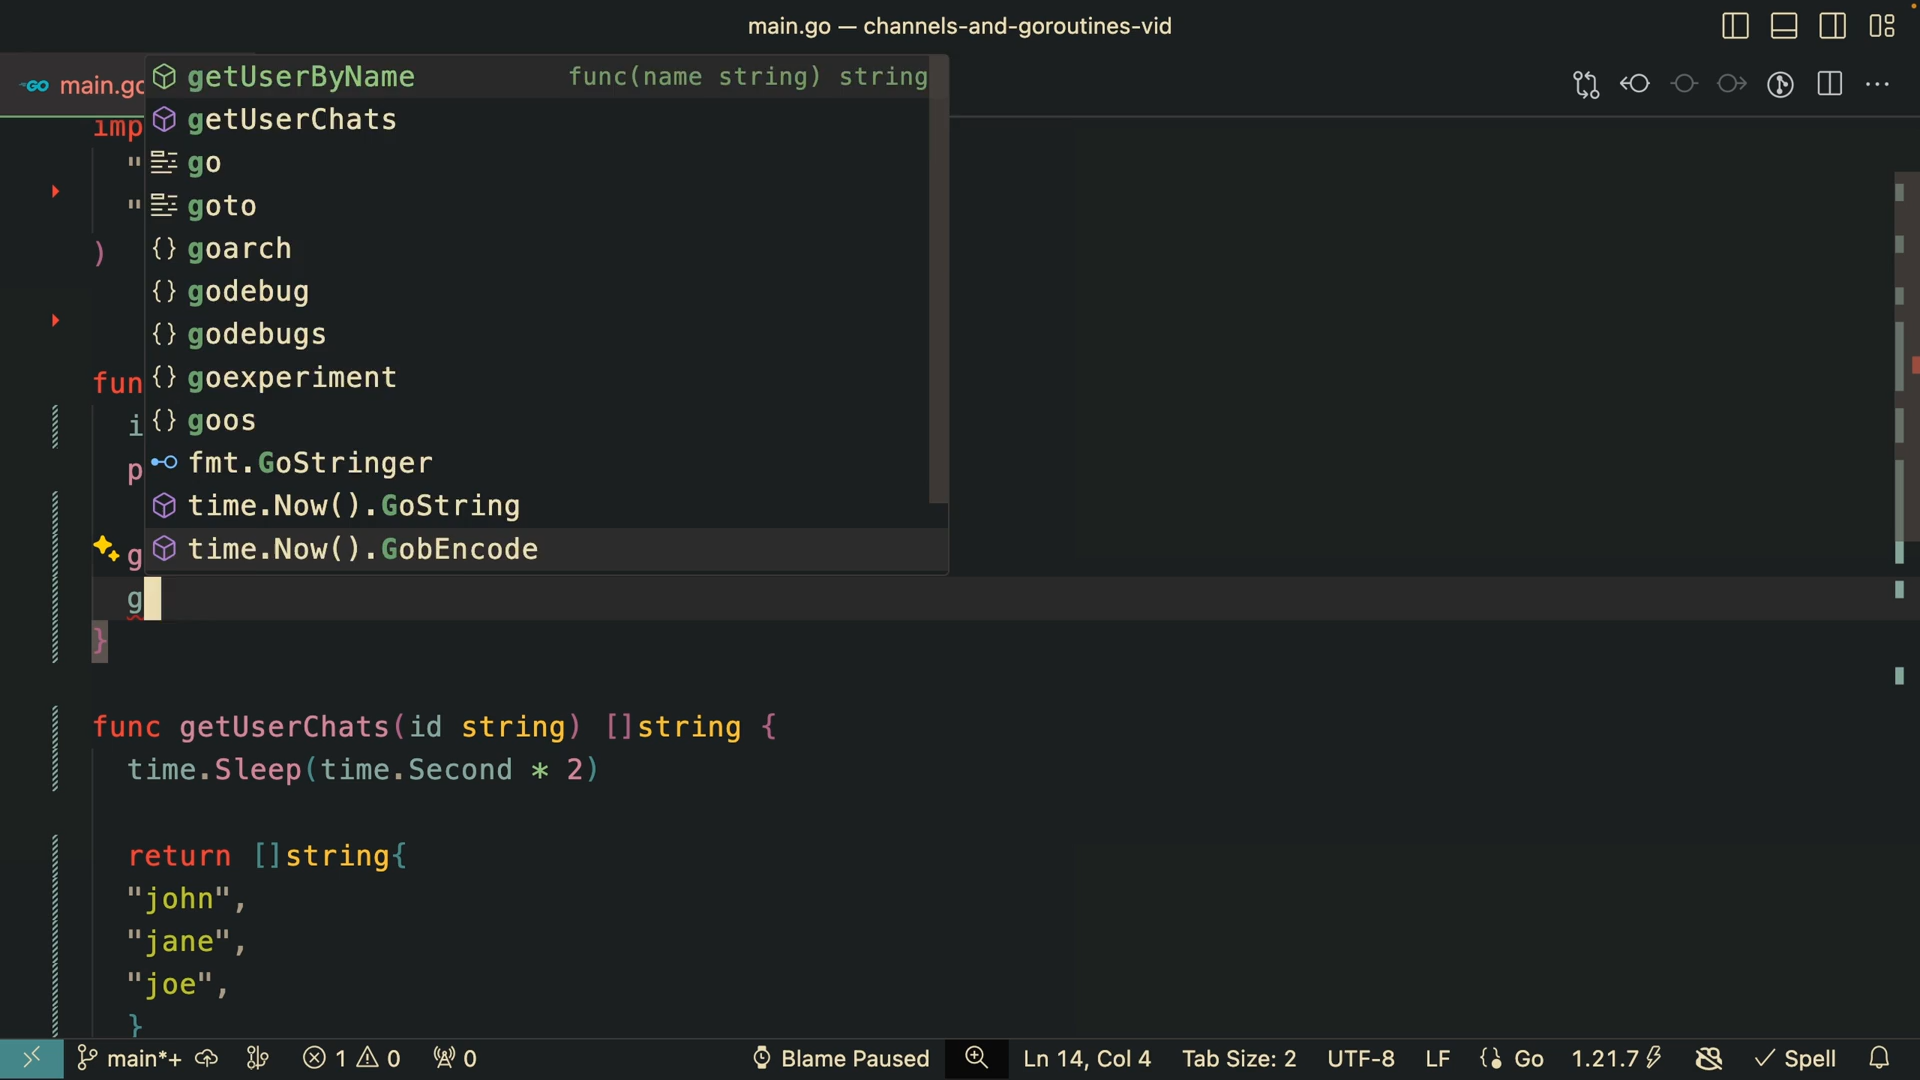 main.go — channels-and-goroutines-vid
GO main.go
getUserByName func(name string) string
imp
getUserChats
" go
" goto
) goarch
godebug
godebugs
fun goexperiment
i goos
p fmt.GoStringer
time.Now().GoString
g time.Now().GobEncode
g
}
func getUserChats(id string) []string {
time.Sleep(time.Second * 2)
return []string{
"john",
"jane",
"joe",
}
main*+ 1 0 0 Blame Paused Ln 14, Col 4 Tab Size: 2 UTF-8 LF Go 1.21.7 Spell